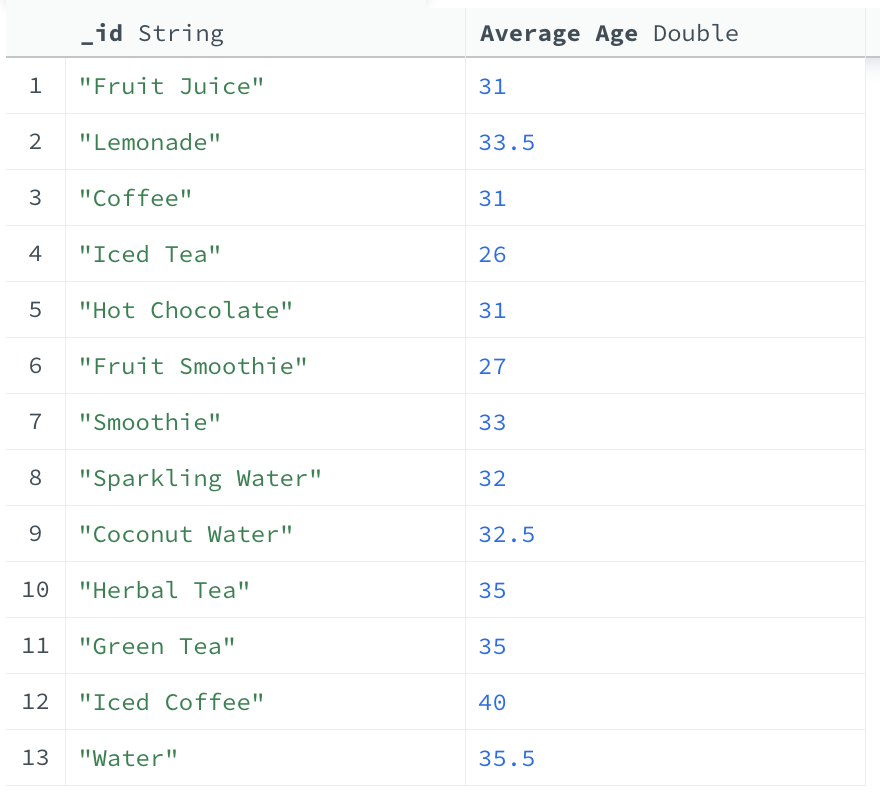 _id String Average Age Double
1 "Fruit Juice" 31
2 "Lemonade" 33.5
3 "Coffee" 31
4 "Iced Tea" 26
5 "Hot Chocolate" 31
6 "Fruit Smoothie" 27
7 "Smoothie" 33
8 "Sparkling Water" 32
9 "Coconut Water" 32.5
10 "Herbal Tea" 35
11 "Green Tea" 35
12 "Iced Coffee" 40
13 "Water" 35.5